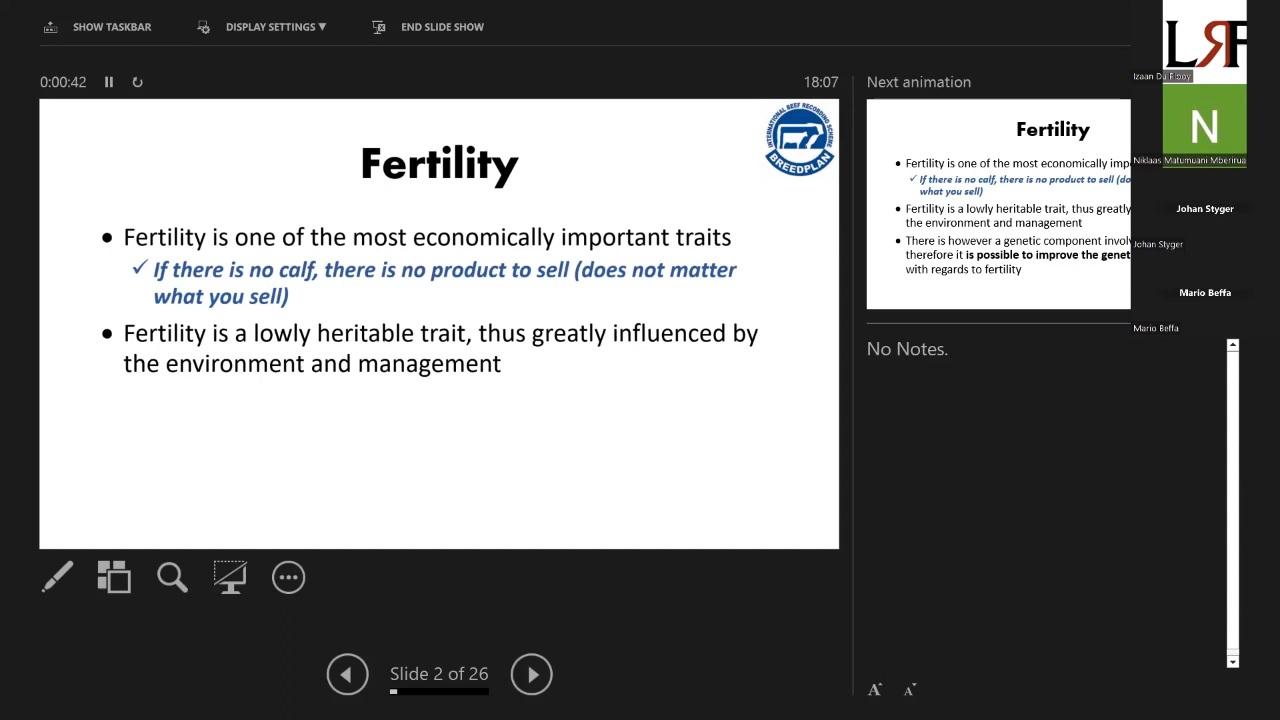 SHOW TASKBAR
DISPLAY SETTINGS ▼
END SLIDE SHOW
0:00:42
18:07
Fertility
INTERNATIONAL BEEF RECORDING SCHEME
BREEDPLAN
• Fertility is one of the most economically important traits
✓ If there is no calf, there is no product to sell (does not matter
what you sell)
• Fertility is a lowly heritable trait, thus greatly influenced by
the environment and management
Slide 2 of 26
Next animation
Fertility
• Fertility is one of the most economically imp
✓ If there is no calf, there is no product to sell (do
what you sell)
• Fertility is a lowly heritable trait, thus greatly
the environment and management
• There is however a genetic component invol
therefore it is possible to improve the genet
with regards to fertility
No Notes.
A A
LRF
N
Niklaas Matumuani Mberirua
Johan Styger
Johan Styger
Mario Beffa
Mario Beffa